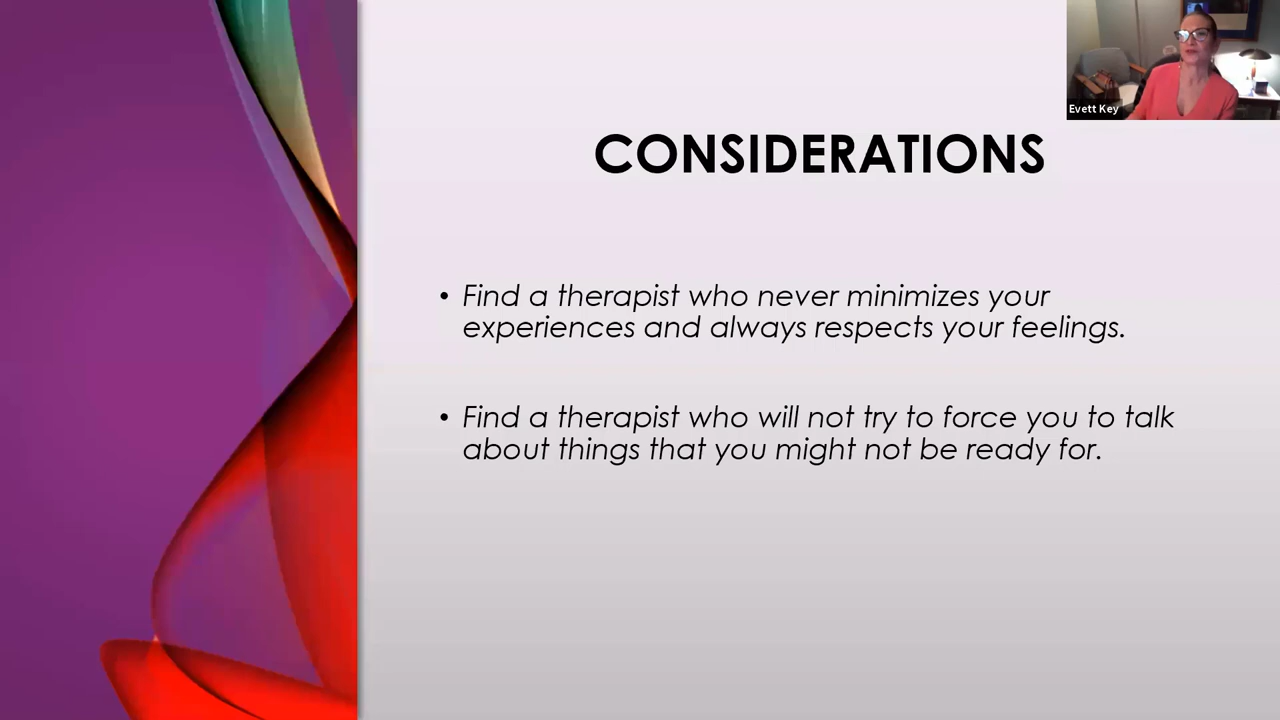 Evett Key
CONSIDERATIONS
• Find a therapist who never minimizes your
experiences and always respects your feelings.
• Find a therapist who will not try to force you to talk
about things that you might not be ready for.